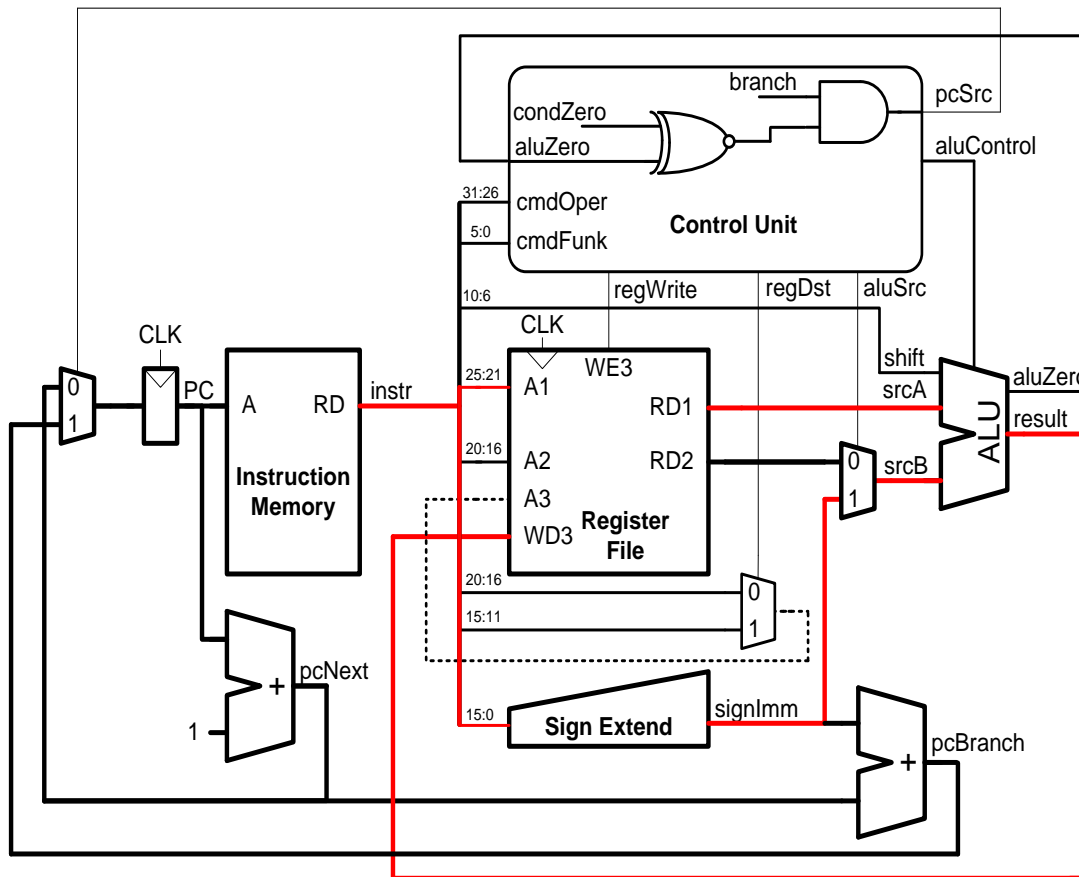 branch
pcSrc
condZero
aluZero
aluControl
31:26
cmdOper
5:0
cmdFunk
Control Unit
regWrite
regDst
aluSrc
10:6
CLK
CLK
shift
WE3
0
1
PC
A
RD
instr
25:21
A1
RD1
srcA
aluZero
result
ALU
20:16
A2
RD2
0
1
srcB
Instruction
Memory
A3
WD3
Register
File
20:16
0
15:11
1
pcNext
+
1
15:0
Sign Extend
signImm
pcBranch
+